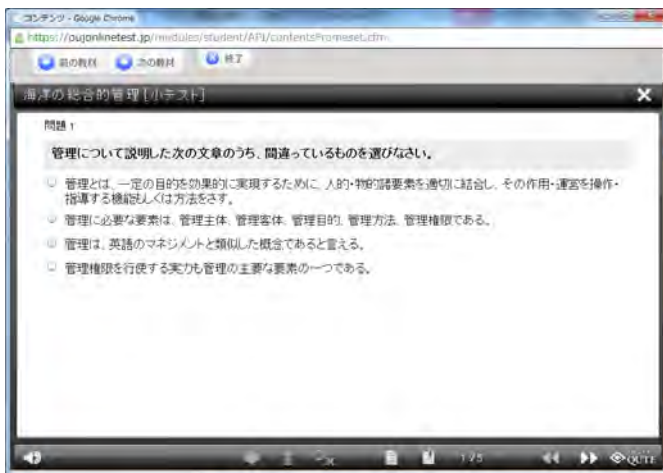 コンテンツ - Google Chrome
https://oujonknetest.jp/modules/student/API/contentsFrameset.cfm
前の教材 次の教材 終了
海洋の総合的管理 [小テスト]
問題 1
管理について説明した次の文章のうち、間違っているものを選びなさい。
管理とは、一定の目的を効果的に実現するために、人的・物的諸要素を適切に結合し、その作用・運営を操作・
指導する機能もしくは方法をさす。
管理に必要な要素は、管理主体、管理客体、管理目的、管理方法、管理権限である。
管理は、英語のマネジメントと類似した概念であると言える。
管理権限を行使する実力も管理の主要な要素の一つである。
1/5
QUTE